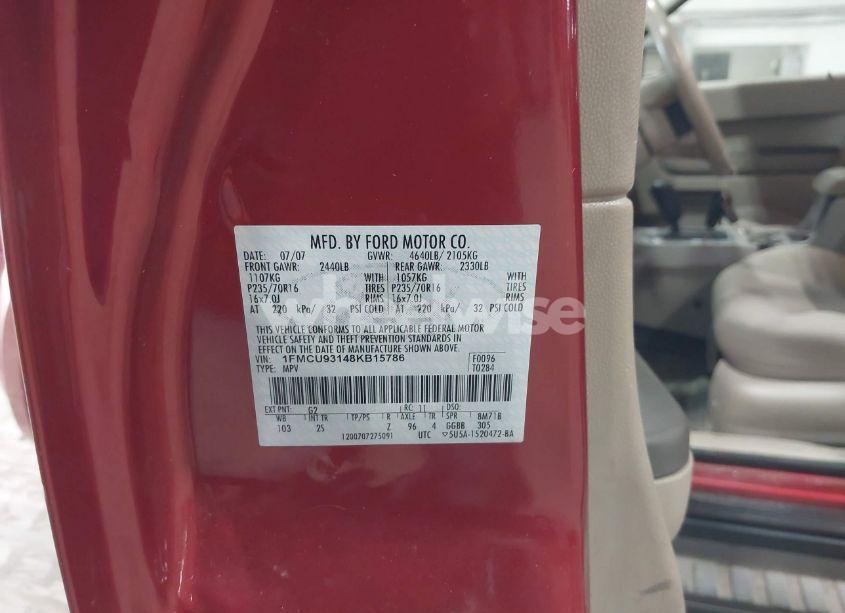 MFD. BY FORD MOTOR CO.
DATE: 07/07 GVWR: 4640LB/ 2105KG
FRONT GAWR: 2440LB REAR GAWR: 2330LB
1107KG WITH 1057KG WITH
P235/70R16 TIRES P235/70R16 TIRES
16x7.0J RIMS 16x7.0J RIMS
AT 220 kPa/ 32 PSI COLD AT 220 kPa/ 32 PSI COLD
THIS VEHICLE CONFORMS TO ALL APPLICABLE FEDERAL MOTOR
VEHICLE SAFETY AND THEFT PREVENTION STANDARDS IN
EFFECT ON THE DATE OF MANUFACTURE SHOWN ABOVE.
VIN: 1FMCU93148KB15786 F0096
TYPE: MPV T0284
EXT PNT: G2 RC: 11 DSO:
WB INT TR TP/PS R AXLE TR SPR 8M71B
103 25 Z 96 4 GGBB 305
1200707275091 UTC ▽5U5A-1520472-BA
wheelwise